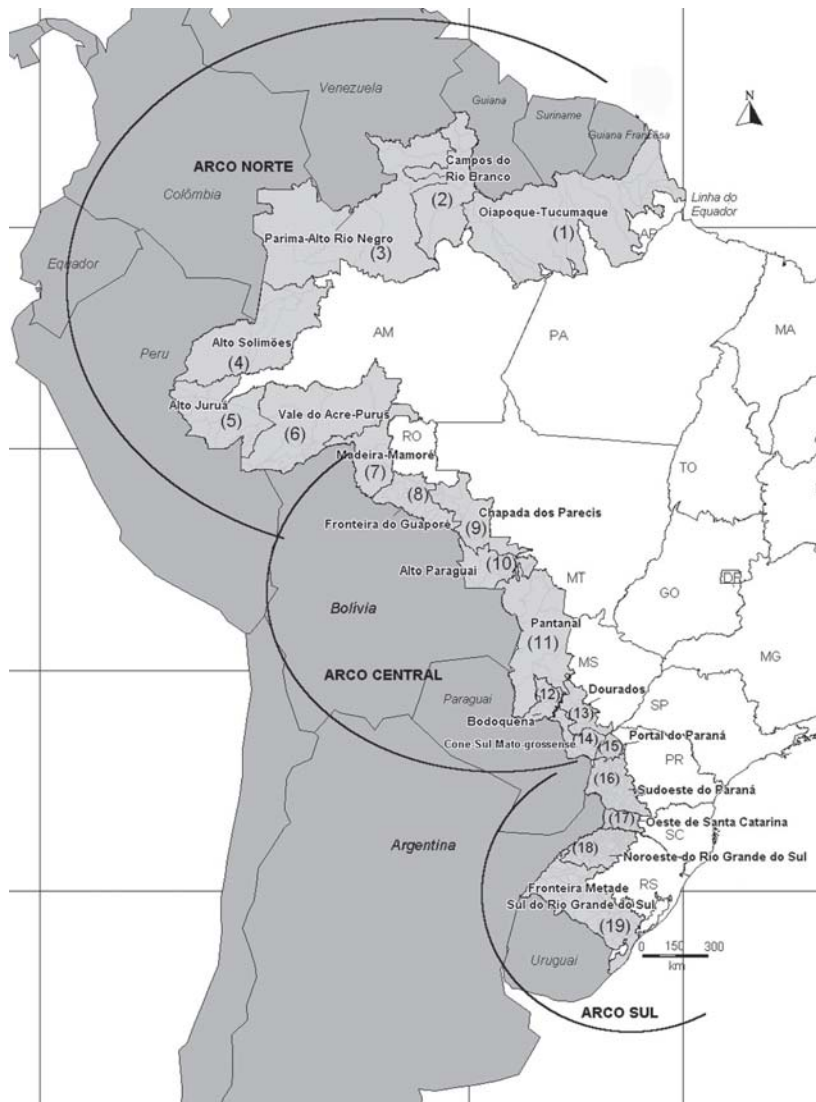 Venezuela
Guiana
Suriname
Guiana Francesa
N
ARCO NORTE
Colômbia
Campos do
Rio Branco
(2)
Oiapoque-Tucumaque
(1)
Linha do
Equador
AP
Parima-Alto Rio Negro
(3)
Equador
Peru
Alto Solimões
(4)
AM
PA
MA
Alto Juruá
(5)
Vale do Acre-Purus
(6)
RO
TO
Madeira-Mamoré
(7)
(8)
Fronteira do Guaporé
Chapada dos Parecis
(9)
Alto Paraguai
(10)
MT
GO
DF
Bolívia
Pantanal
(11)
MG
MS
ARCO CENTRAL
Paraguai
(12)
Dourados
(13)
SP
Bodoquena
Cone-Sul Mato-grossense
(14)
(15)
Portal do Paraná
PR
(16)
Sudoeste do Paraná
(17)
Oeste de Santa Catarina
SC
Argentina
(18)
Noroeste do Rio Grande do Sul
RS
Fronteira Metade
Sul do Rio Grande do Sul
(19)
0 150 300
km
Uruguai
ARCO SUL